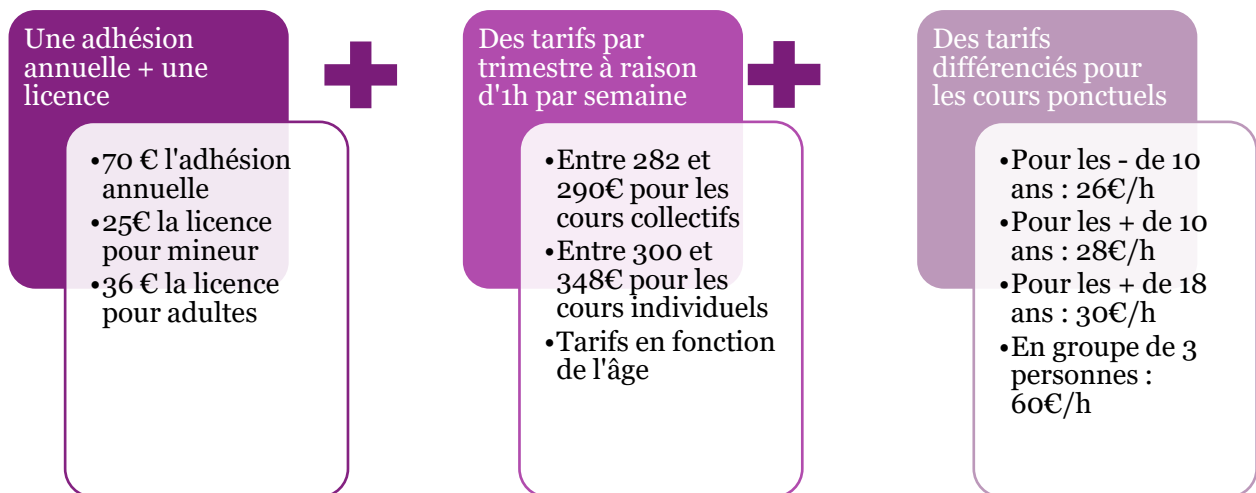 Une adhésion
annuelle + une
licence
•70 € l'adhésion
annuelle
•25€ la licence
pour mineur
•36 € la licence
pour adultes
Des tarifs par
trimestre à raison
d'1h par semaine
•Entre 282 et
290€ pour les
cours collectifs
•Entre 300 et
348€ pour les
cours individuels
•Tarifs en fonction
de l'âge
Des tarifs
différenciés pour
les cours ponctuels
•Pour les - de 10
ans : 26€/h
•Pour les + de 10
ans : 28€/h
•Pour les + de 18
ans : 30€/h
•En groupe de 3
personnes :
60€/h